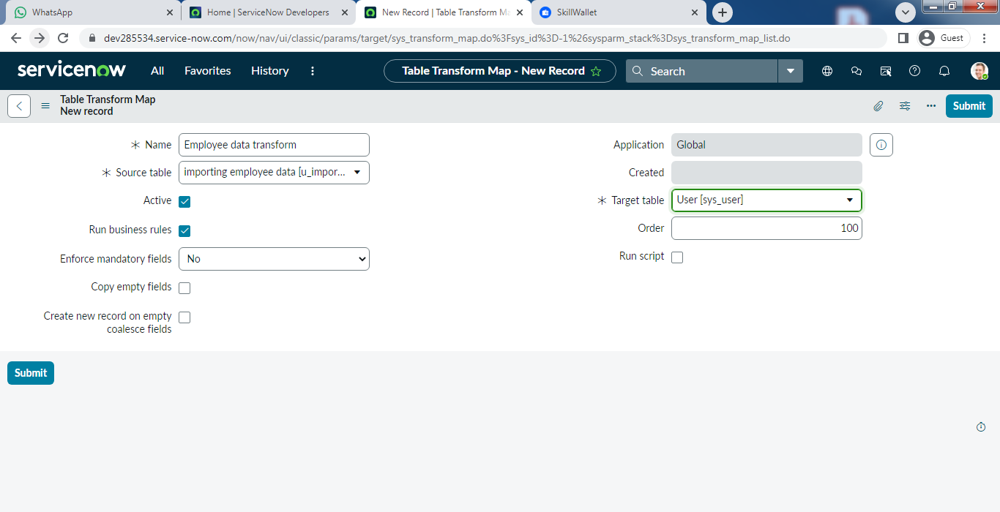 WhatsApp
Home | ServiceNow Developers
New Record | Table Transform Ma
SkillWallet
dev285534.service-now.com/now/nav/ui/classic/params/target/sys_transform_map.do%3Fsys_id%3D-1%26sysparm_stack%3Dsys_transform_map_list.do
Guest
servicenow
All
Favorites
History
Table Transform Map - New Record
Search
Table Transform Map
New record
Submit
Name
Employee data transform
Application
Global
Source table
importing employee data [u_impor...
Created
Active
Target table
User [sys_user]
Run business rules
Order
100
Enforce mandatory fields
No
Run script
Copy empty fields
Create new record on empty
coalesce fields
Submit